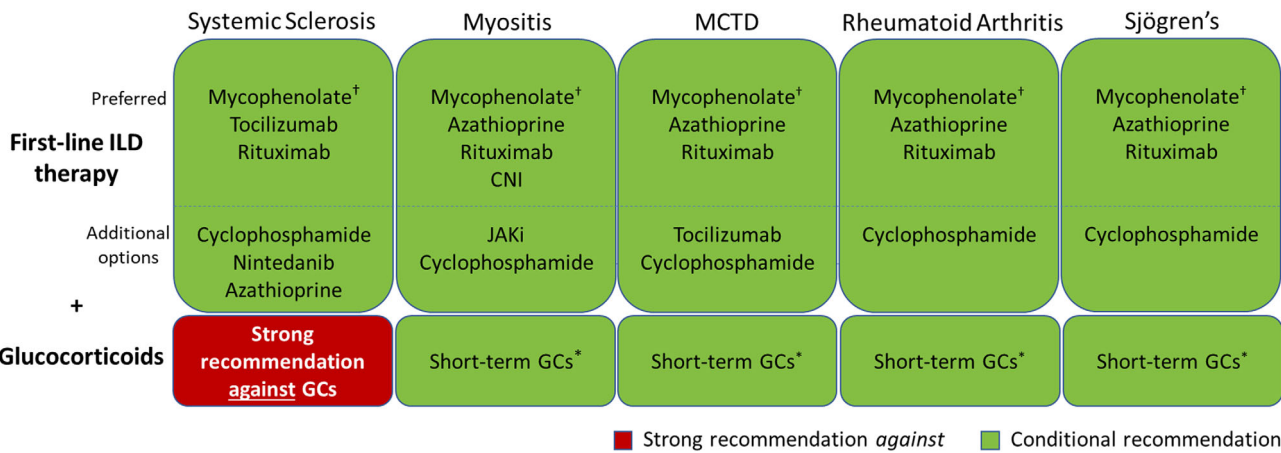 Systemic Sclerosis
Myositis
MCTD
Rheumatoid Arthritis
Sjögren's
Preferred
First-line ILD
therapy
Additional
options
+
Glucocorticoids
Mycophenolate†
Tocilizumab
Rituximab
Cyclophosphamide
Nintedanib
Azathioprine
Strong
recommendation
against GCs
Mycophenolate†
Azathioprine
Rituximab
CNI
JAKi
Cyclophosphamide
Short-term GCs*
Mycophenolate†
Azathioprine
Rituximab
Tocilizumab
Cyclophosphamide
Short-term GCs*
Mycophenolate†
Azathioprine
Rituximab
Cyclophosphamide
Short-term GCs*
Mycophenolate†
Azathioprine
Rituximab
Cyclophosphamide
Short-term GCs*
Strong recommendation against
Conditional recommendation